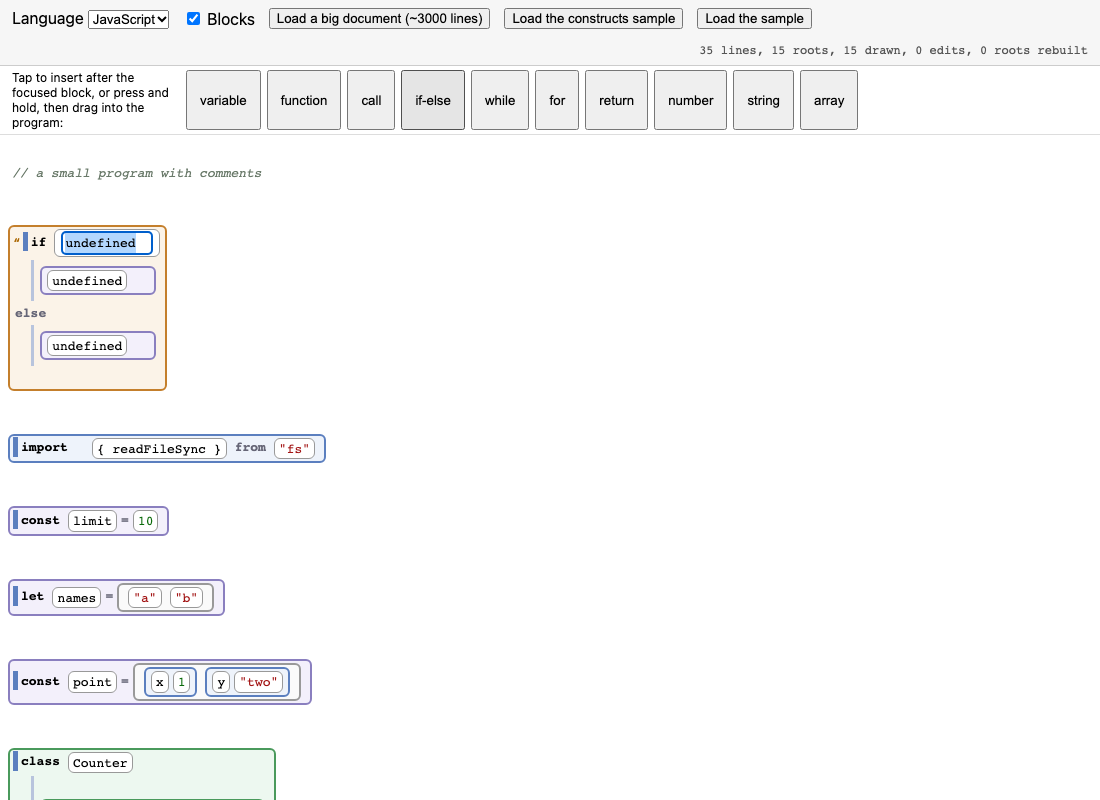 Language JavaScript Blocks Load a big document (~3000 lines) Load the constructs sample Load the sample
35 lines, 15 roots, 15 drawn, 0 edits, 0 roots rebuilt
Tap to insert after the
focused block, or press and
hold, then drag into the
program:
variable function call if-else while for return number string array
// a small program with comments
“ if undefined
undefined
else
undefined
import { readFileSync } from "fs"
const limit = 10
let names = "a" "b"
const point = x 1 y "two"
class Counter